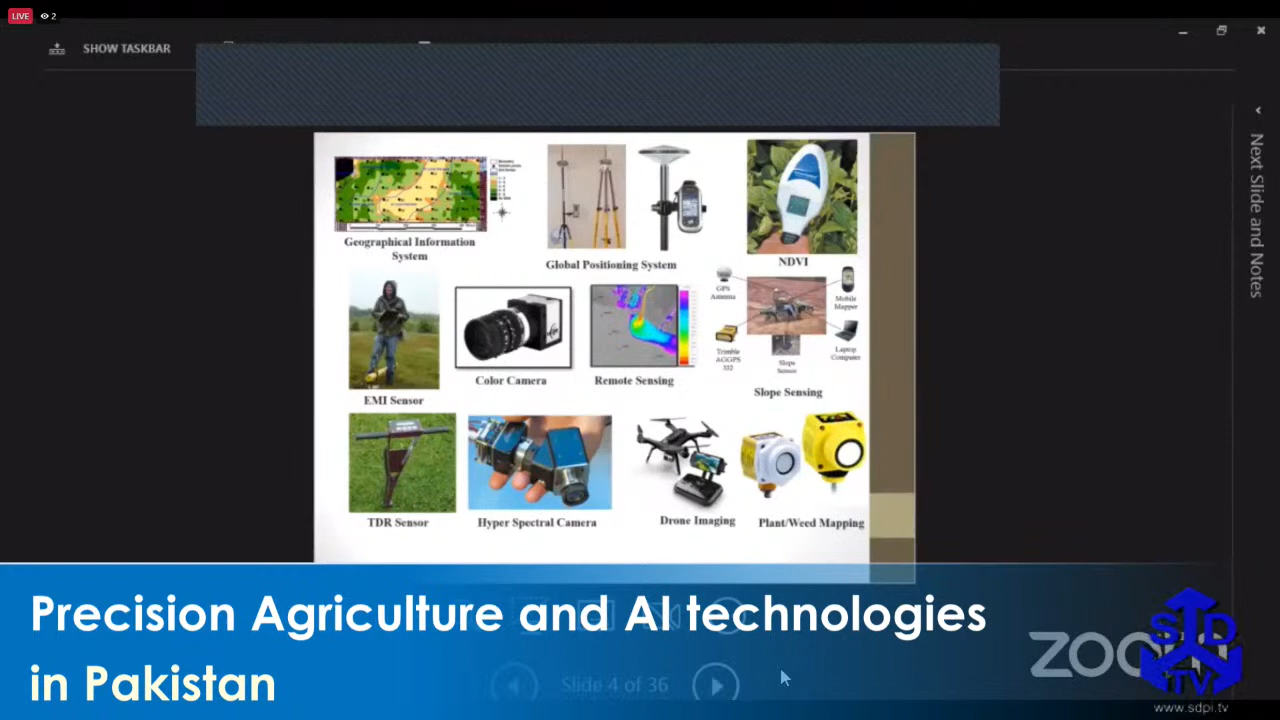 LIVE 2
SHOW TASKBAR
Next Slide and Notes
Geographical Information
System
Global Positioning System
NDVI
GPS
Antenna
Mobile
Mapper
Trimble
AGGPS
332
Slope
Sensor
Laptop
Computer
EMI Sensor
Color Camera
Remote Sensing
Slope Sensing
TDR Sensor
Hyper Spectral Camera
Drone Imaging
Plant/Weed Mapping
Precision Agriculture and AI technologies
in Pakistan
Slide 4 of 36
zoom
SD
TV
www.sdpi.tv